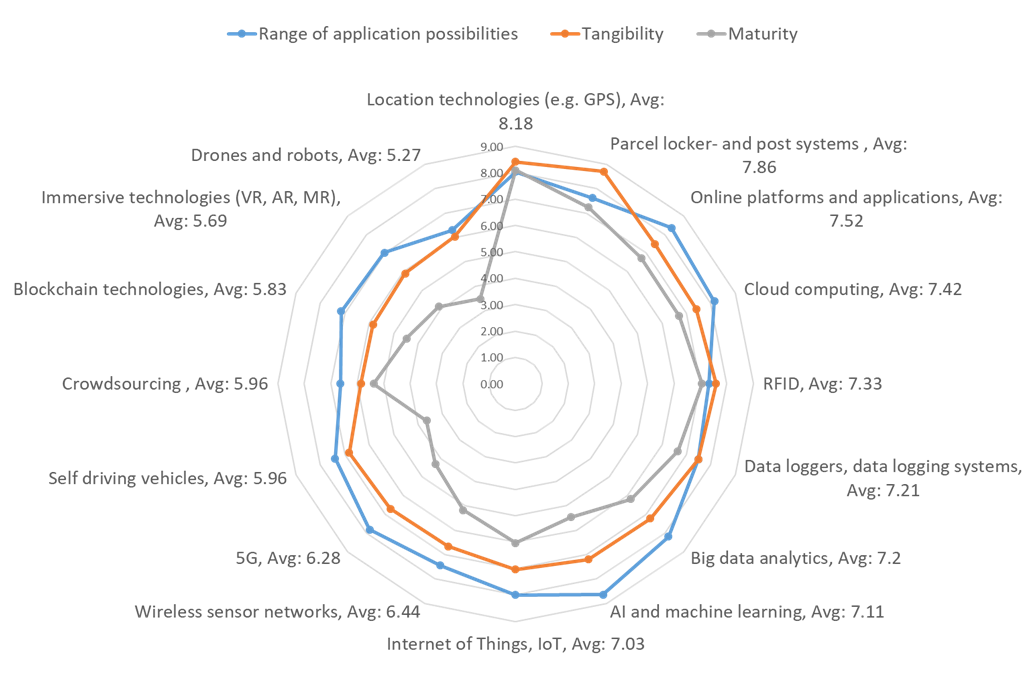 Range of application possibilities
Tangibility
Maturity
Location technologies (e.g. GPS), Avg:
8.18
Parcel locker- and post systems , Avg:
7.86
Online platforms and applications, Avg:
7.52
Cloud computing, Avg: 7.42
RFID, Avg: 7.33
Data loggers, data logging systems,
Avg: 7.21
Big data analytics, Avg: 7.2
AI and machine learning, Avg: 7.11
Internet of Things, IoT, Avg: 7.03
Wireless sensor networks, Avg: 6.44
5G, Avg: 6.28
Self driving vehicles, Avg: 5.96
Crowdsourcing , Avg: 5.96
Blockchain technologies, Avg: 5.83
Immersive technologies (VR, AR, MR),
Avg: 5.69
Drones and robots, Avg: 5.27
9.00
8.00
7.00
6.00
5.00
4.00
3.00
2.00
1.00
0.00